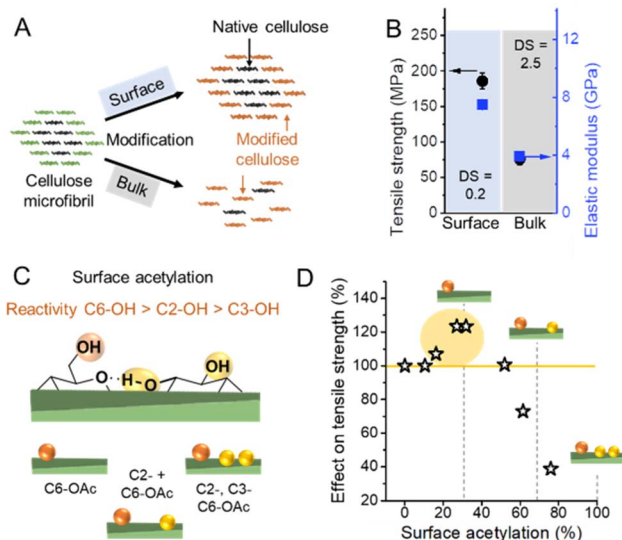 A
Native cellulose
Surface
Modification
Bulk
Cellulose
microfibril
Modified
cellulose
B
Tensile strength (MPa)
250
200
150
100
50
0
DS =
2.5
DS =
0.2
Surface
Bulk
12
8
4
0
Elastic modulus (GPa)
C
Surface acetylation
Reactivity C6-OH > C2-OH > C3-OH
OH
O
H
O
OH
C6-OAc
C2- +
C6-OAc
C2-, C3-
C6-OAc
D
Effect on tensile strength (%)
140
120
100
80
60
40
20
0
20
40
60
80
100
Surface acetylation (%)